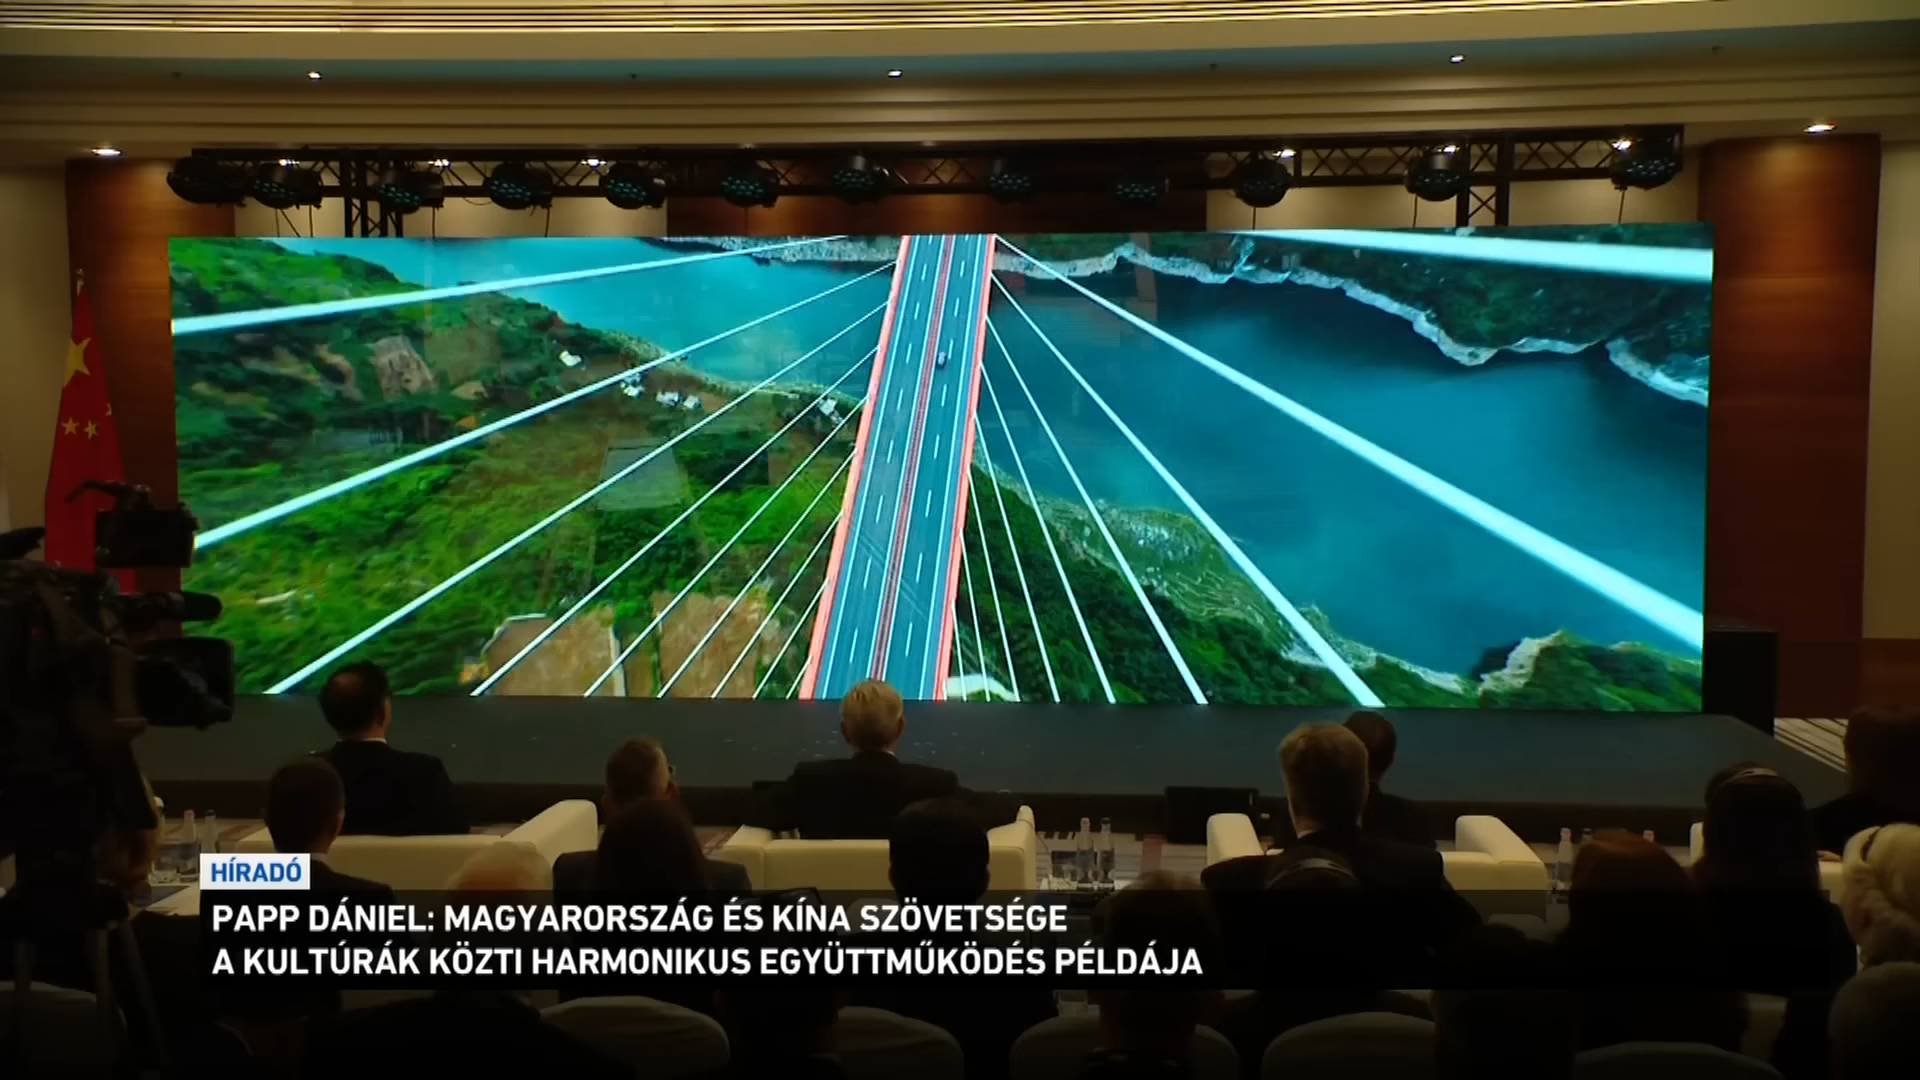 HÍRADÓ
PAPP DÁNIEL: MAGYARORSZÁG ÉS KÍNA SZÖVETSÉGE
A KULTÚRÁK KÖZTI HARMONIKUS EGYÜTTMŰKÖDÉS PÉLDÁJA